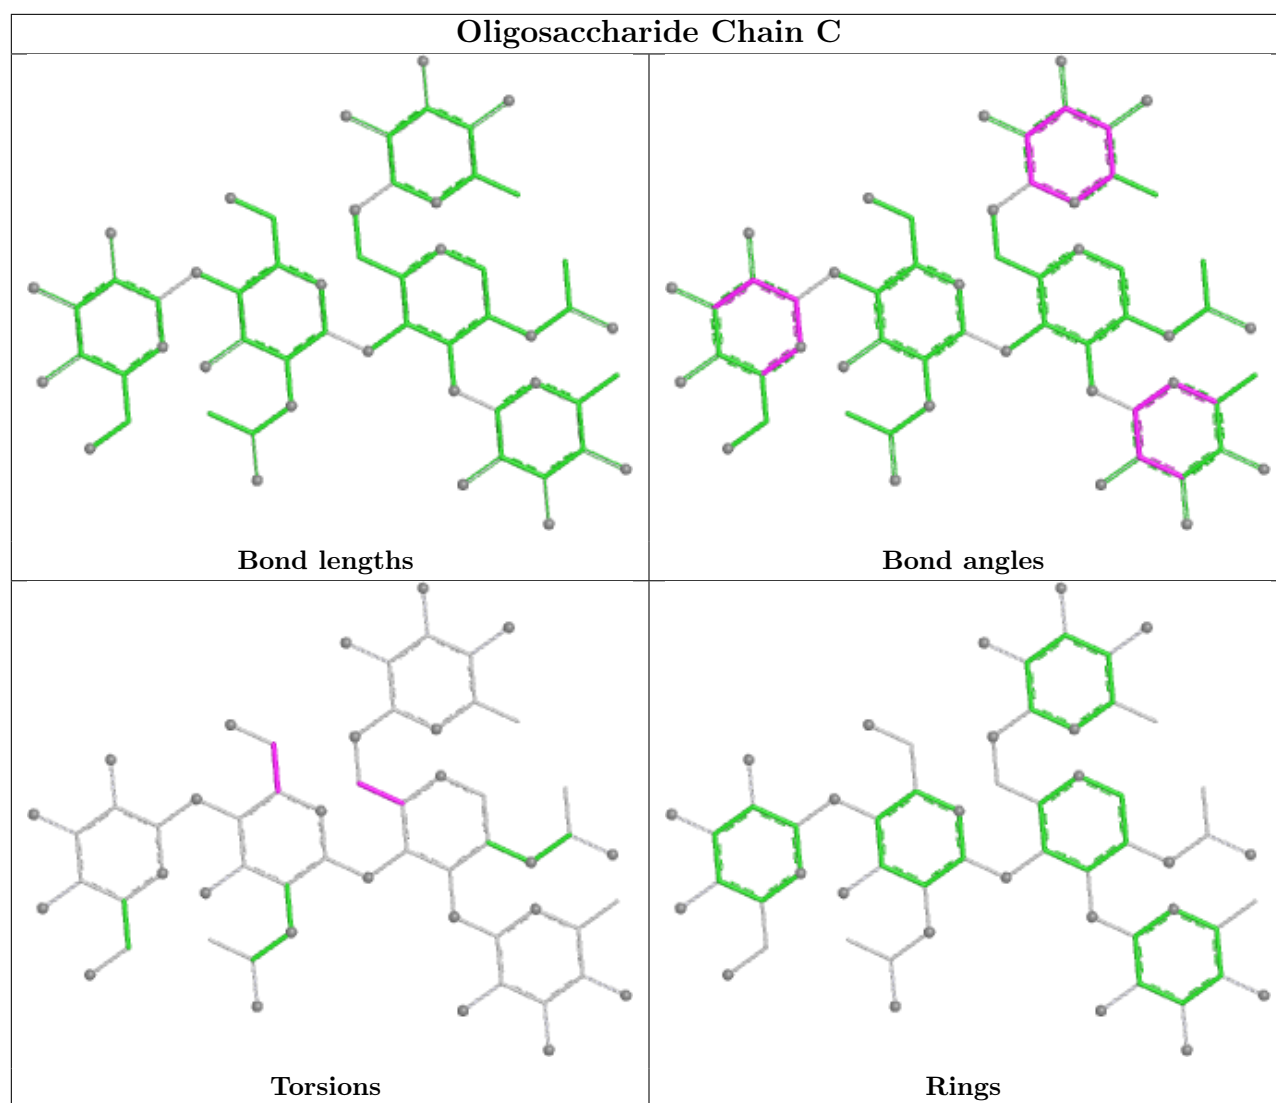 Oligosaccharide Chain C
Bond lengths
Bond angles
Torsions
Rings